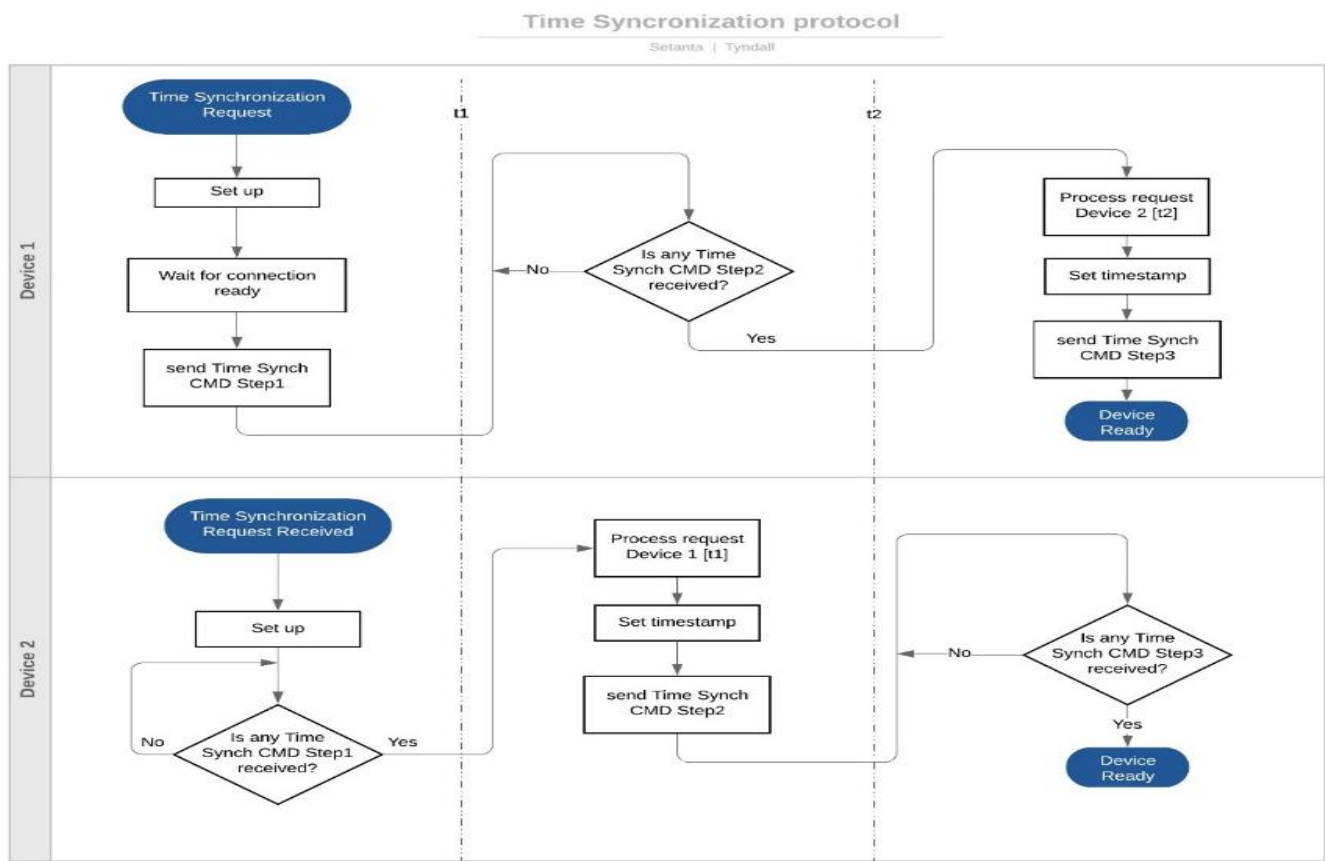 Time Syncronization protocol
Setanta | Tyndall
Device 1
Time Synchronization
Request
Set up
Wait for connection
ready
send Time Synch
CMD Step1
t1
Is any Time
Synch CMD Step2
received?
No
Yes
t2
Process request
Device 2 [t2]
Set timestamp
send Time Synch
CMD Step3
Device
Ready
Device 2
Time Synchronization
Request Received
Set up
Is any Time
Synch CMD Step1
received?
No
Yes
Process request
Device 1 [t1]
Set timestamp
send Time Synch
CMD Step2
Is any Time
Synch CMD Step3
received?
No
Yes
Device
Ready